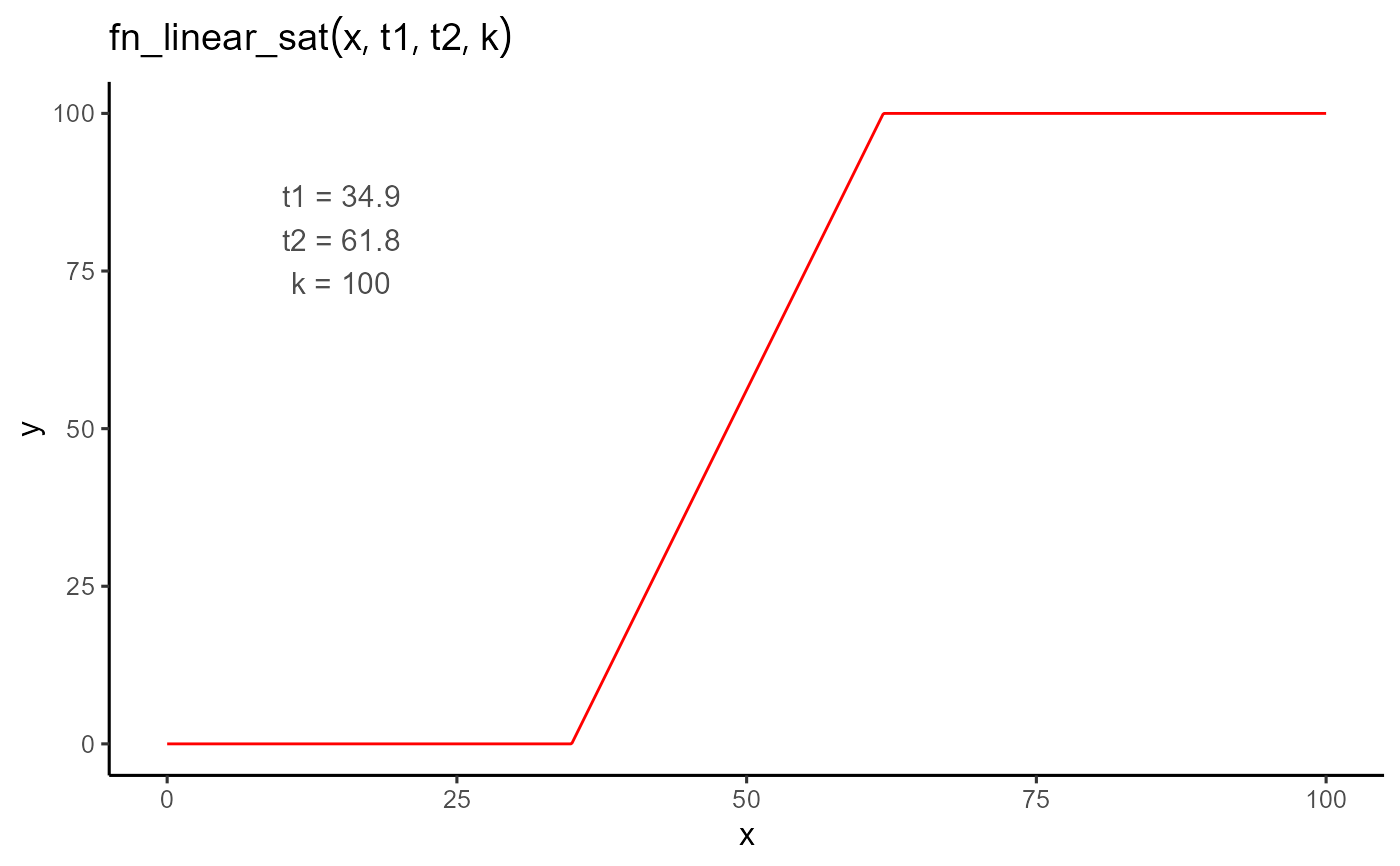 fn_linear_sat(x, t1, t2, k)
100
75
50
25
0
y
t1 = 34.9
t2 = 61.8
k = 100
0 25 50 75 100
x